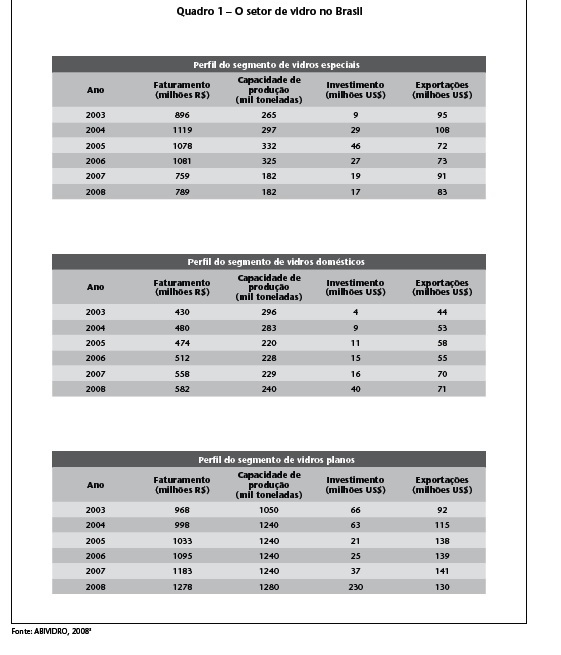 Quadro 1 – O setor de vidro no Brasil
Perfil do segmento de vidros especiais
Ano Faturamento (milhões R$) Capacidade de produção (mil toneladas) Investimento (milhões US$) Exportações (milhões US$)
2003 896 265 9 95
2004 1119 297 29 108
2005 1078 332 46 72
2006 1081 325 27 73
2007 759 182 19 91
2008 789 182 17 83
Perfil do segmento de vidros domésticos
Ano Faturamento (milhões R$) Capacidade de produção (mil toneladas) Investimento (milhões US$) Exportações (milhões US$)
2003 430 296 4 44
2004 480 283 9 53
2005 474 220 11 58
2006 512 228 15 55
2007 558 229 16 70
2008 582 240 40 71
Perfil do segmento de vidros planos
Ano Faturamento (milhões R$) Capacidade de produção (mil toneladas) Investimento (milhões US$) Exportações (milhões US$)
2003 968 1050 66 92
2004 998 1240 63 115
2005 1033 1240 21 138
2006 1095 1240 25 139
2007 1183 1240 37 141
2008 1278 1280 230 130
Fonte: ABIVIDRO, 2008